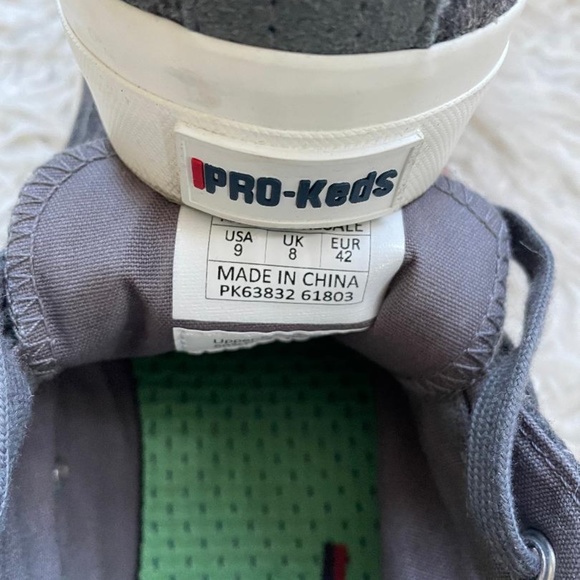 PRO-Keds
USA UK EUR
9 8 42
MADE IN CHINA
PK63832 61803